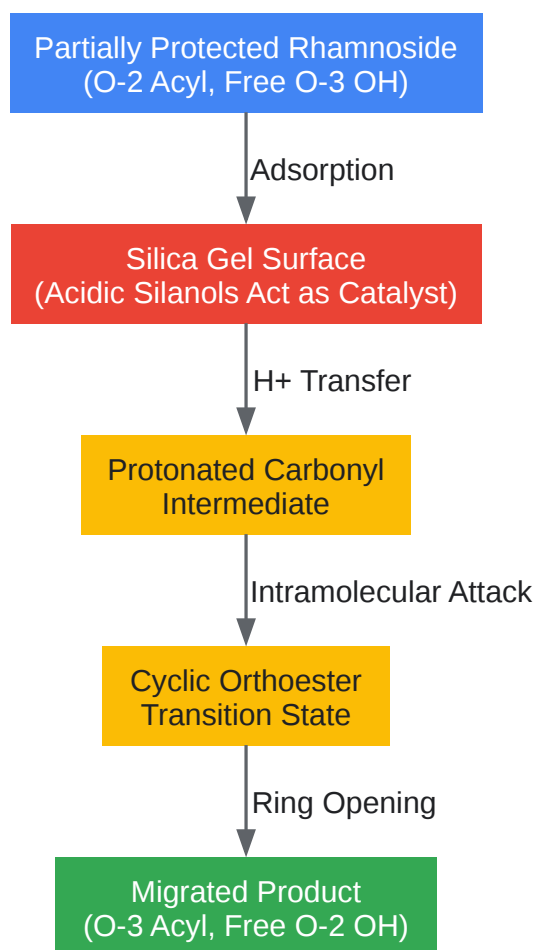 Partially Protected Rhamnoside
(O-2 Acyl, Free O-3 OH)
Adsorption
Silica Gel Surface
(Acidic Silanols Act as Catalyst)
H+ Transfer
Protonated Carbonyl
Intermediate
Intramolecular Attack
Cyclic Orthoester
Transition State
Ring Opening
Migrated Product
(O-3 Acyl, Free O-2 OH)